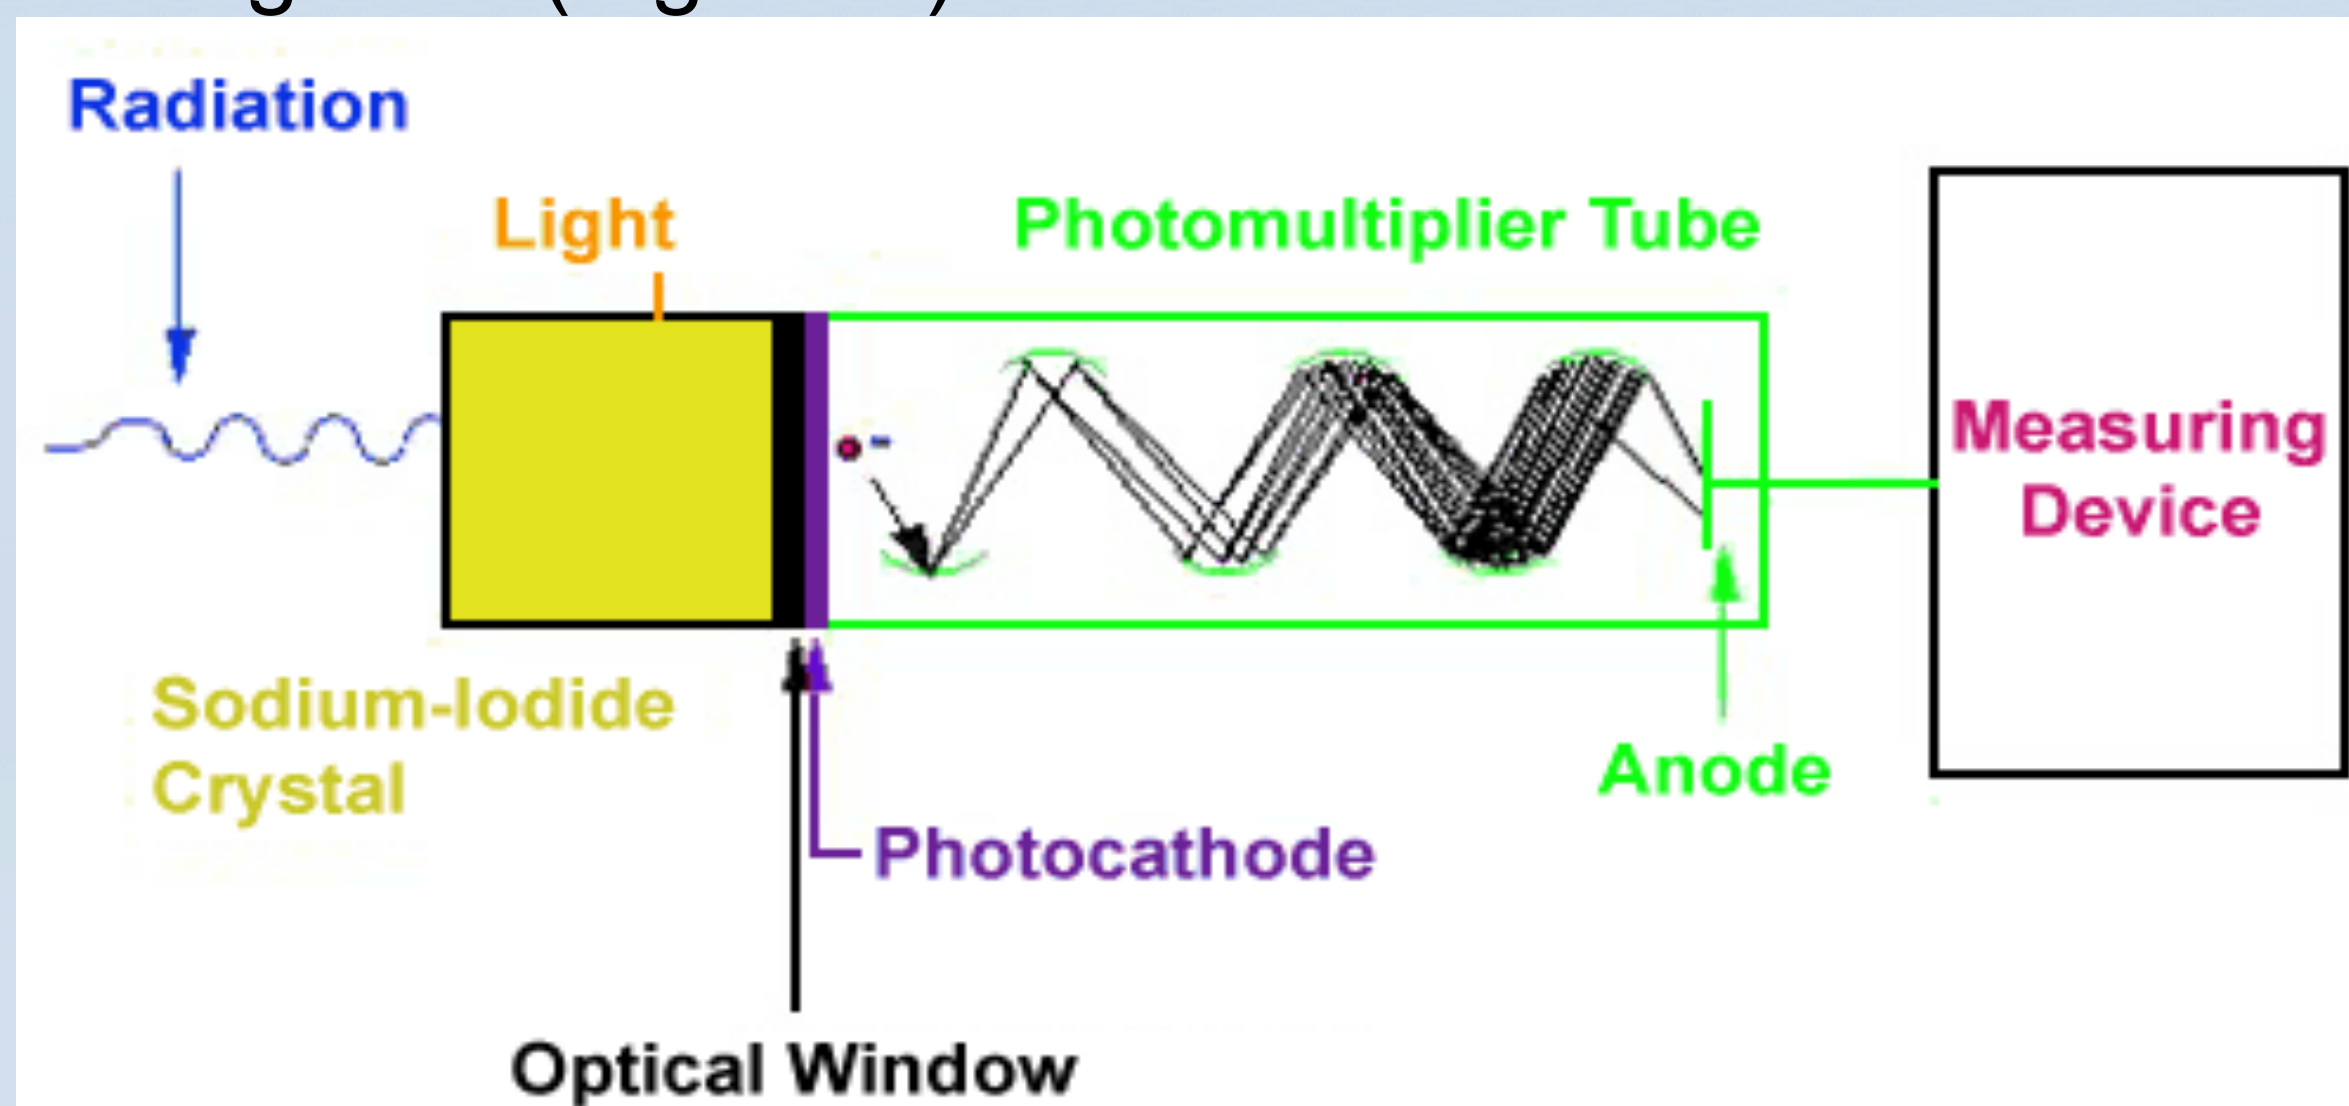 Radiation
Light
Photomultiplier Tube
Measuring
Device
Sodium-Iodide
Crystal
Anode
Photocathode
Optical Window